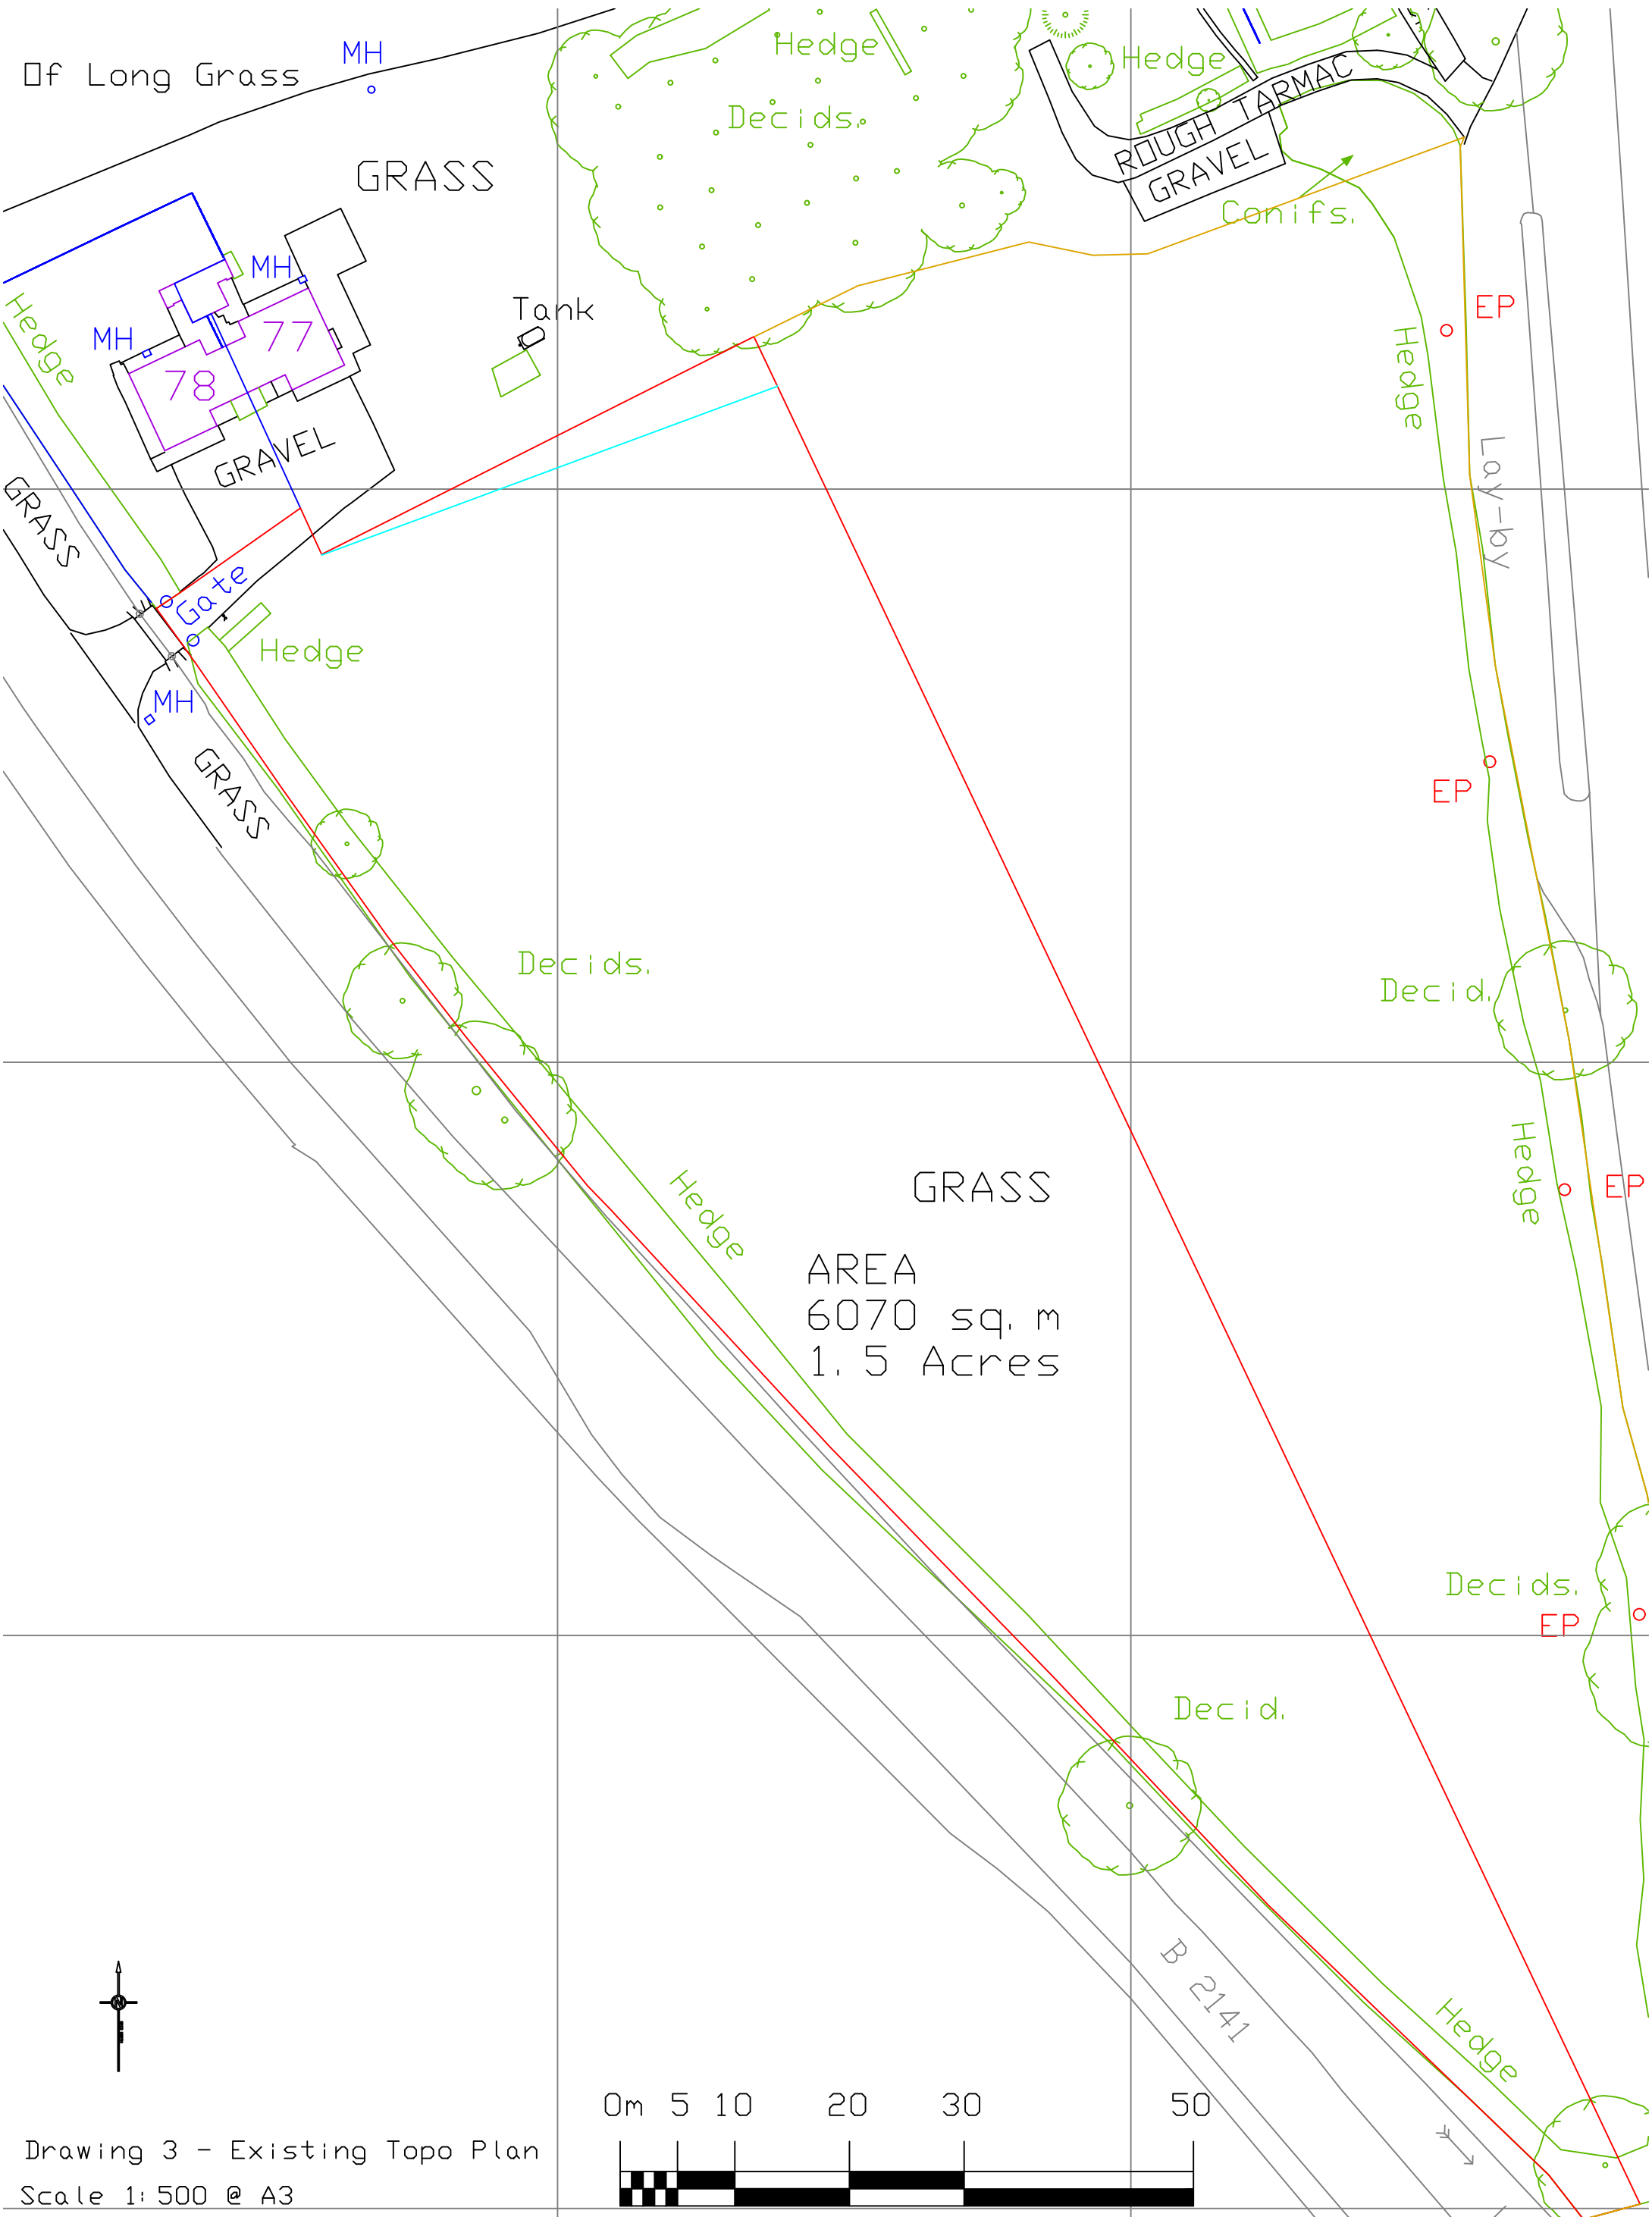 MH
Of Long Grass
Hedge
Hedge
Decids.
ROUGH TARMAC
GRASS
GRAVEL
Conifs.
MH
Hedge
Tank
EP
MH
77
78
Hedge
GRAVEL
Lay-by
GRASS
Gate
Hedge
MH
GRASS
EP
Decids.
Decid.
Hedge
GRASS
Hedge
EP
AREA
6070 sq. m
1.5 Acres
Decids.
EP
Decid.
B 2141
N
Hedge
0m 5 10 20 30 50
Drawing 3 - Existing Topo Plan
Scale 1:500 @ A3